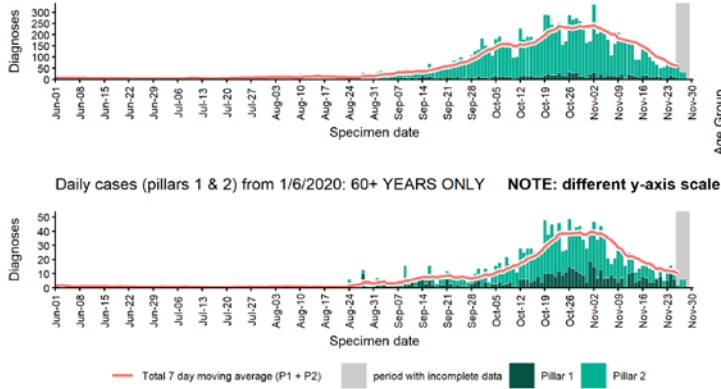 300
250
200
150
100
50
0
Diagnoses
Jun-01
Jun-08
Jun-15
Jun-22
Jun-29
Jul-06
Jul-13
Jul-20
Jul-27
Aug-03
Aug-10
Aug-17
Aug-24
Aug-31
Sep-07
Sep-14
Sep-21
Sep-28
Oct-05
Oct-12
Oct-19
Oct-26
Nov-02
Nov-09
Nov-16
Nov-23
Nov-30
Specimen date
Age Group
Daily cases (pillars 1 & 2) from 1/6/2020: 60+ YEARS ONLY NOTE: different y-axis scale
50
40
30
20
10
0
Diagnoses
Jun-01
Jun-08
Jun-15
Jun-22
Jun-29
Jul-06
Jul-13
Jul-20
Jul-27
Aug-03
Aug-10
Aug-17
Aug-24
Aug-31
Sep-07
Sep-14
Sep-21
Sep-28
Oct-05
Oct-12
Oct-19
Oct-26
Nov-02
Nov-09
Nov-16
Nov-23
Nov-30
Specimen date
Total 7 day moving average (P1 + P2) period with incomplete data Pillar 1 Pillar 2